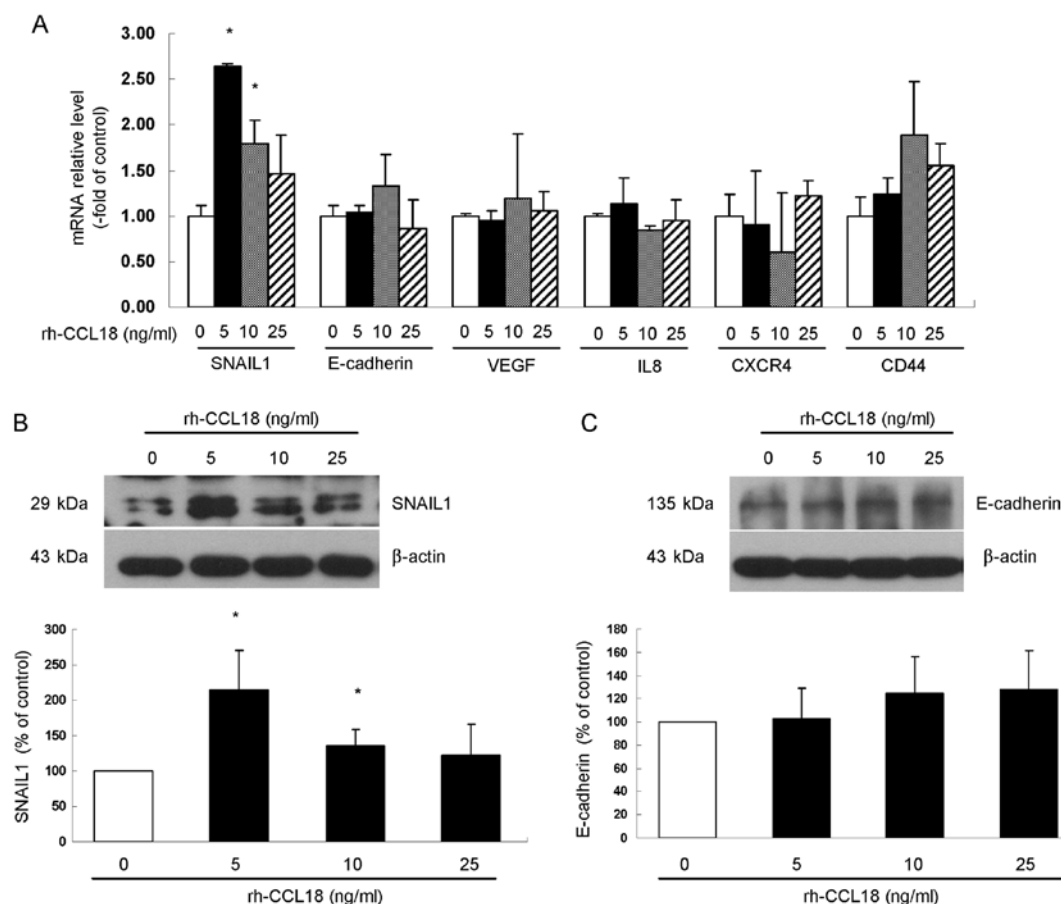 A
3.00
2.50
2.00
1.50
1.00
0.50
0.00
mRNA relative level
(-fold of control)
* *
rh-CCL18 (ng/ml) 0 5 10 25 0 5 10 25 0 5 10 25 0 5 10 25 0 5 10 25 0 5 10 25
SNAIL1 E-cadherin VEGF IL8 CXCR4 CD44
B
rh-CCL18 (ng/ml)
0 5 10 25
29 kDa SNAIL1
43 kDa β-actin
SNAIL1 (% of control)
300
250
200
150
100
50
0
* *
0 5 10 25
rh-CCL18 (ng/ml)
C
rh-CCL18 (ng/ml)
0 5 10 25
135 kDa E-cadherin
43 kDa β-actin
E-cadherin (% of control)
180
160
140
120
100
80
60
40
20
0
0 5 10 25
rh-CCL18 (ng/ml)